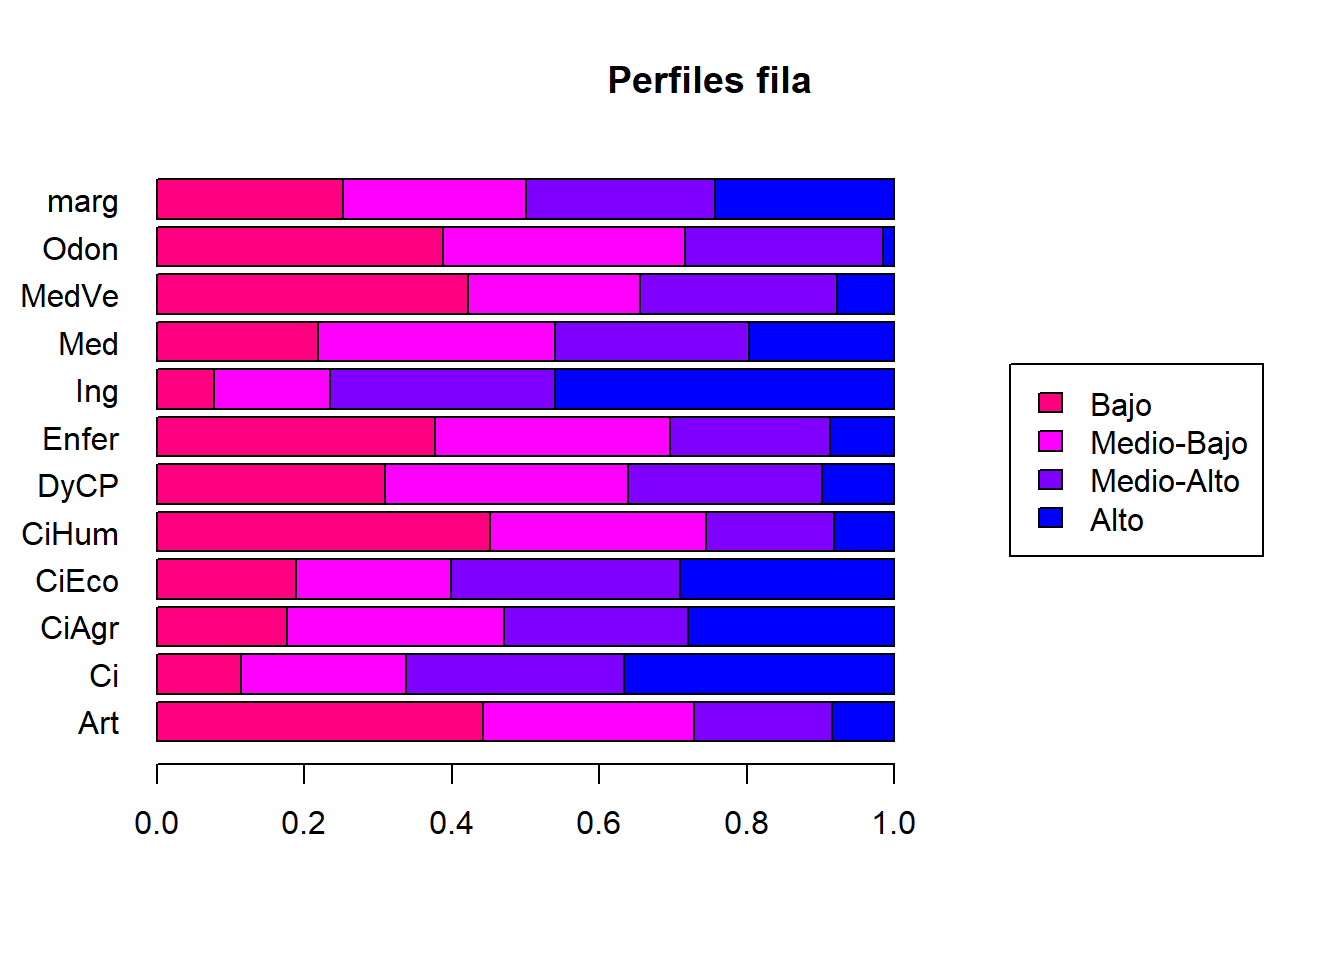 Perfiles fila
marg
Odon
MedVe
Med
Ing
Enfer
DyCP
CiHum
CiEco
CiAgr
Ci
Art
0.0 0.2 0.4 0.6 0.8 1.0
Bajo
Medio-Bajo
Medio-Alto
Alto